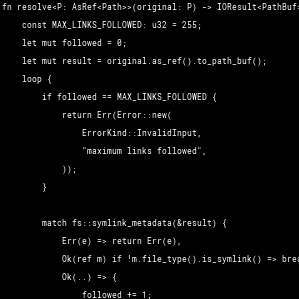 fn resolve<P: AsRef<Path>>(original: P) -> IOResult<PathBuf>
const MAX_LINKS_FOLLOWED: u32 = 255;
let mut followed = 0;
let mut result = original.as_ref().to_path_buf();
loop {
if followed == MAX_LINKS_FOLLOWED {
return Err(Error::new(
ErrorKind::InvalidInput,
"maximum links followed",
));
}
match fs::symlink_metadata(&result) {
Err(e) => return Err(e),
Ok(ref m) if !m.file_type().is_symlink() => brea
Ok(..) => {
followed += 1;